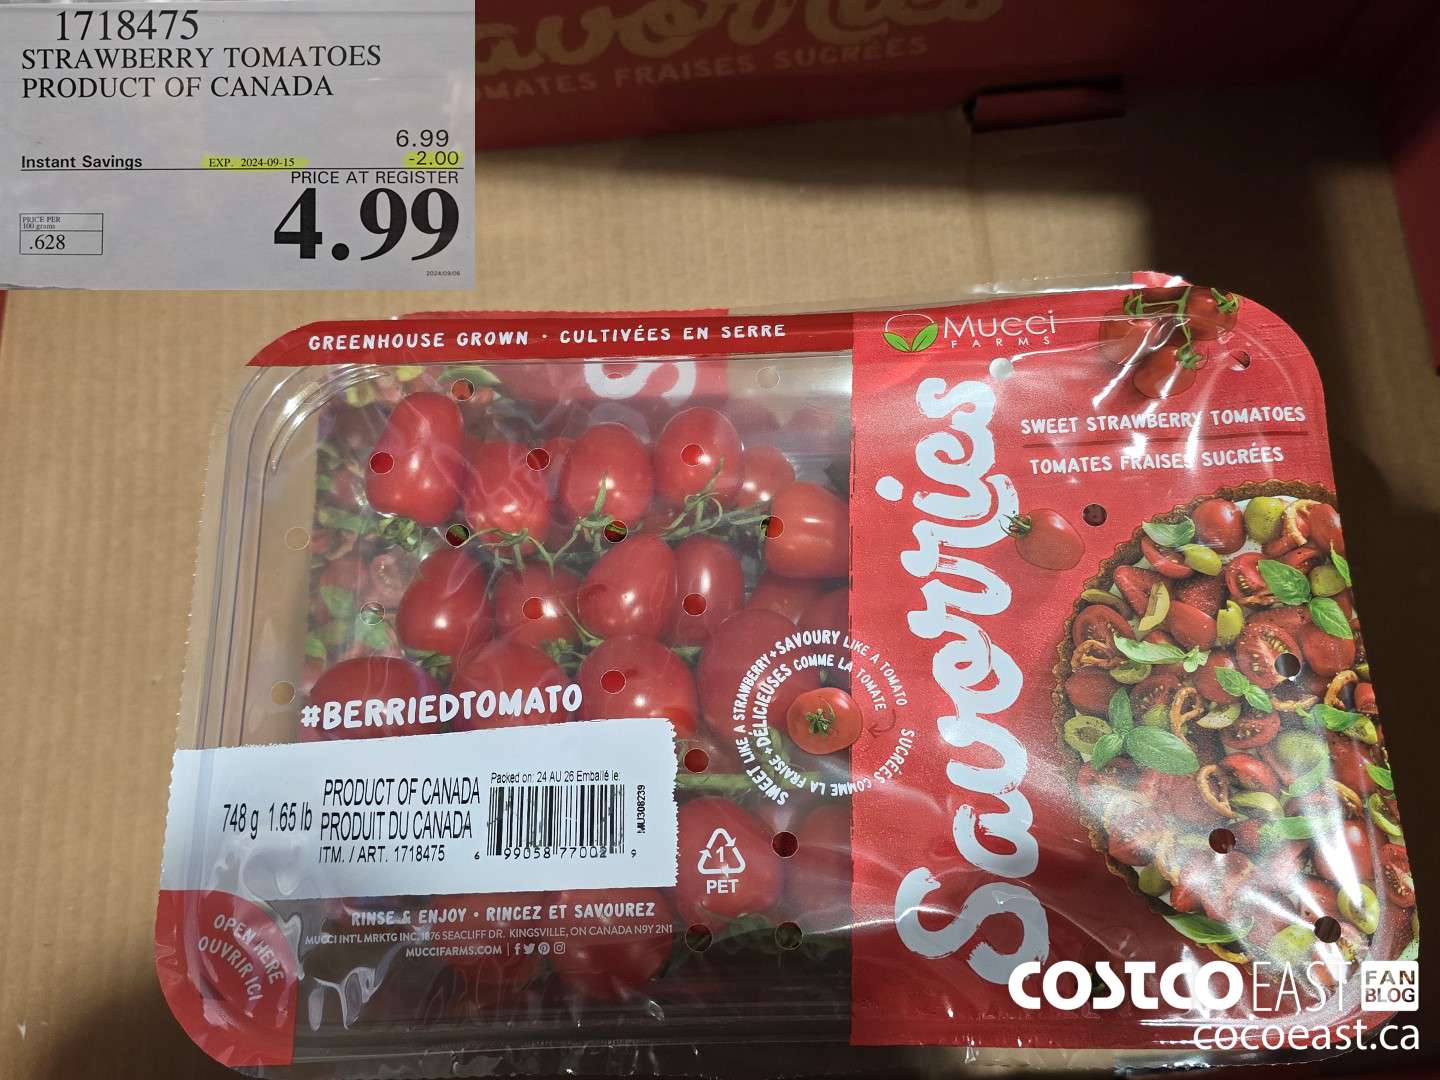 1718475
STRAWBERRY TOMATOES
PRODUCT OF CANADA
6.99
Instant Savings EXP. 2024-09-15 -2.00
PRICE AT REGISTER
4.99
PRICE PER
100 grams
.628
2024/09/06
TOMATES FRAISES SUCRÉES
GREENHOUSE GROWN · CULTIVÉES EN SERRE
MUCCI
FARMS
Savorries
SWEET STRAWBERRY TOMATOES
TOMATES FRAISES SUCRÉES
SWEET LIKE A STRAWBERRY + SAVOURY LIKE A TOMATO
DÉLICIEUSES COMME LA TOMATE
SUCRÉES COMME LA FRAISE +
#BERRIEDTOMATO
748 g 1.65 lb
PRODUCT OF CANADA
PRODUIT DU CANADA
ITM. / ART. 1718475
Packed on: 24 AU 26 Emballé le:
6 99058 77002 9
MU308239
1
PET
OPEN HERE
OUVRIR ICI
RINSE & ENJOY · RINCEZ ET SAVOUREZ
MUCCI INT'L MRKTG INC. 1876 SEACLIFF DR. KINGSVILLE, ON CANADA N9Y 2N1
MUCCIFARMS.COM
COSTCO EAST FAN BLOG
cocoeast.ca